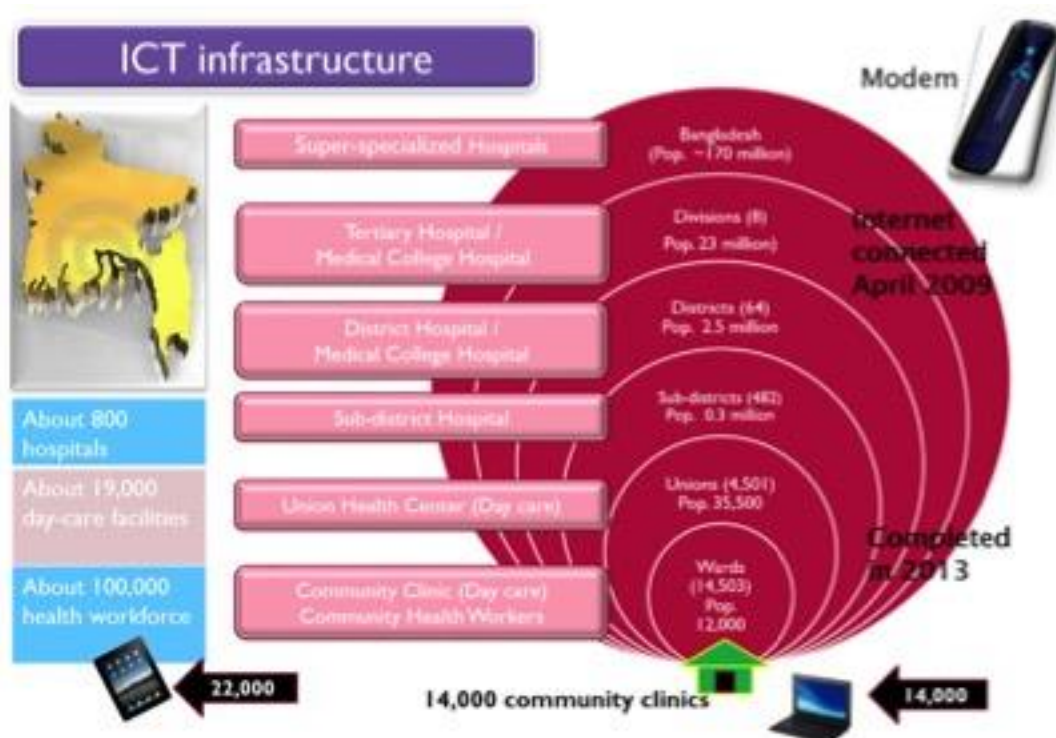 ICT infrastructure
Modem
Super-specialized Hospitals
Bangladesh
(Pop. ~170 million)
Tertiary Hospital /
Medical College Hospital
Divisions (8)
Pop. 23 million)
Internet
connected
April 2009
District Hospital /
Medical College Hospital
Districts (64)
Pop. 2.5 million
Sub-district Hospital
Sub-districts (482)
Pop. 0.3 million
About 800
hospitals
About 19,000
day-care facilities
About 100,000
health workforce
Union Health Center (Day care)
Unions (4,501)
Pop. 35,500
Completed
in 2013
Community Clinic (Day care)
Community Health Workers
Wards
(14,503)
Pop.
12,000
22,000
14,000 community clinics
14,000